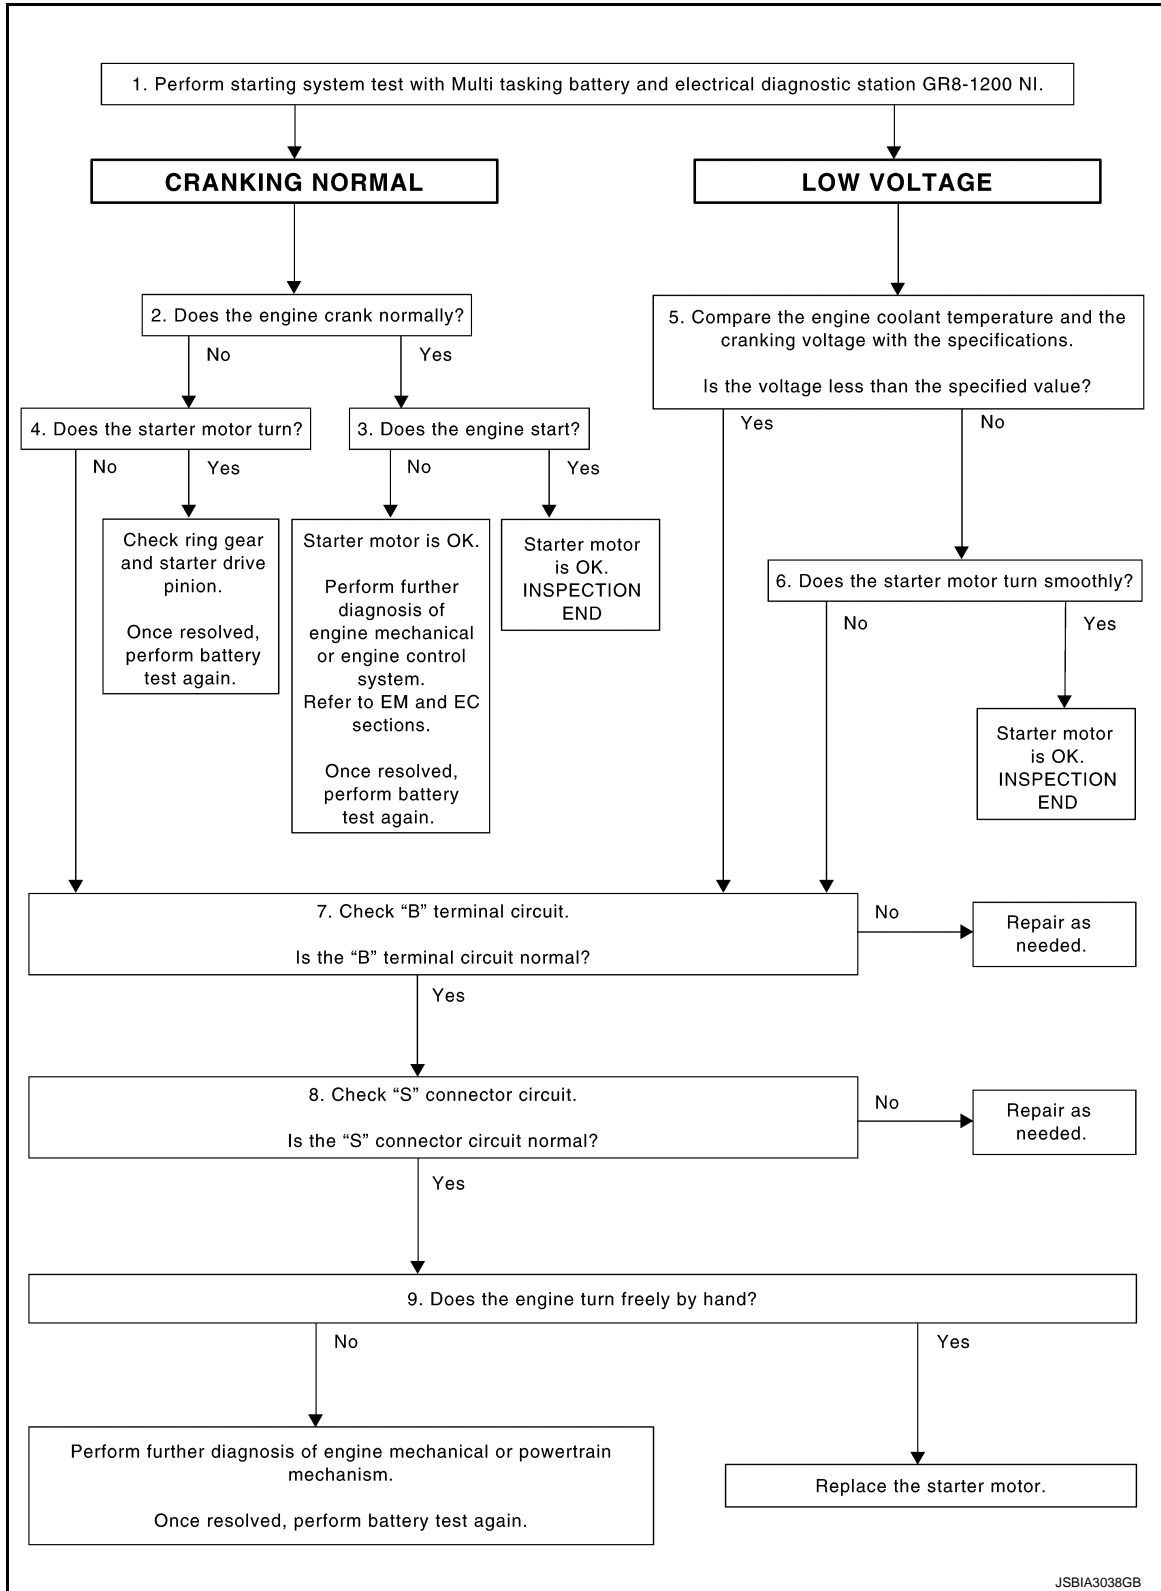 1. Perform starting system test with Multi tasking battery and electrical diagnostic station GR8-1200 NI.
CRANKING NORMAL
LOW VOLTAGE
2. Does the engine crank normally?
No
Yes
4. Does the starter motor turn?
3. Does the engine start?
No
Yes
No
Yes
Check ring gear
and starter drive
pinion.
Once resolved,
perform battery
test again.
Starter motor is OK.
Perform further
diagnosis of
engine mechanical
or engine control
system.
Refer to EM and EC
sections.
Once resolved,
perform battery
test again.
Starter motor
is OK.
INSPECTION
END
5. Compare the engine coolant temperature and the
cranking voltage with the specifications.
Is the voltage less than the specified value?
Yes
No
6. Does the starter motor turn smoothly?
No
Yes
Starter motor
is OK.
INSPECTION
END
7. Check “B” terminal circuit.
Is the “B” terminal circuit normal?
No
Repair as
needed.
Yes
8. Check “S” connector circuit.
Is the “S” connector circuit normal?
No
Repair as
needed.
Yes
9. Does the engine turn freely by hand?
No
Yes
Perform further diagnosis of engine mechanical or powertrain
mechanism.
Once resolved, perform battery test again.
Replace the starter motor.
JSBIA3038GB